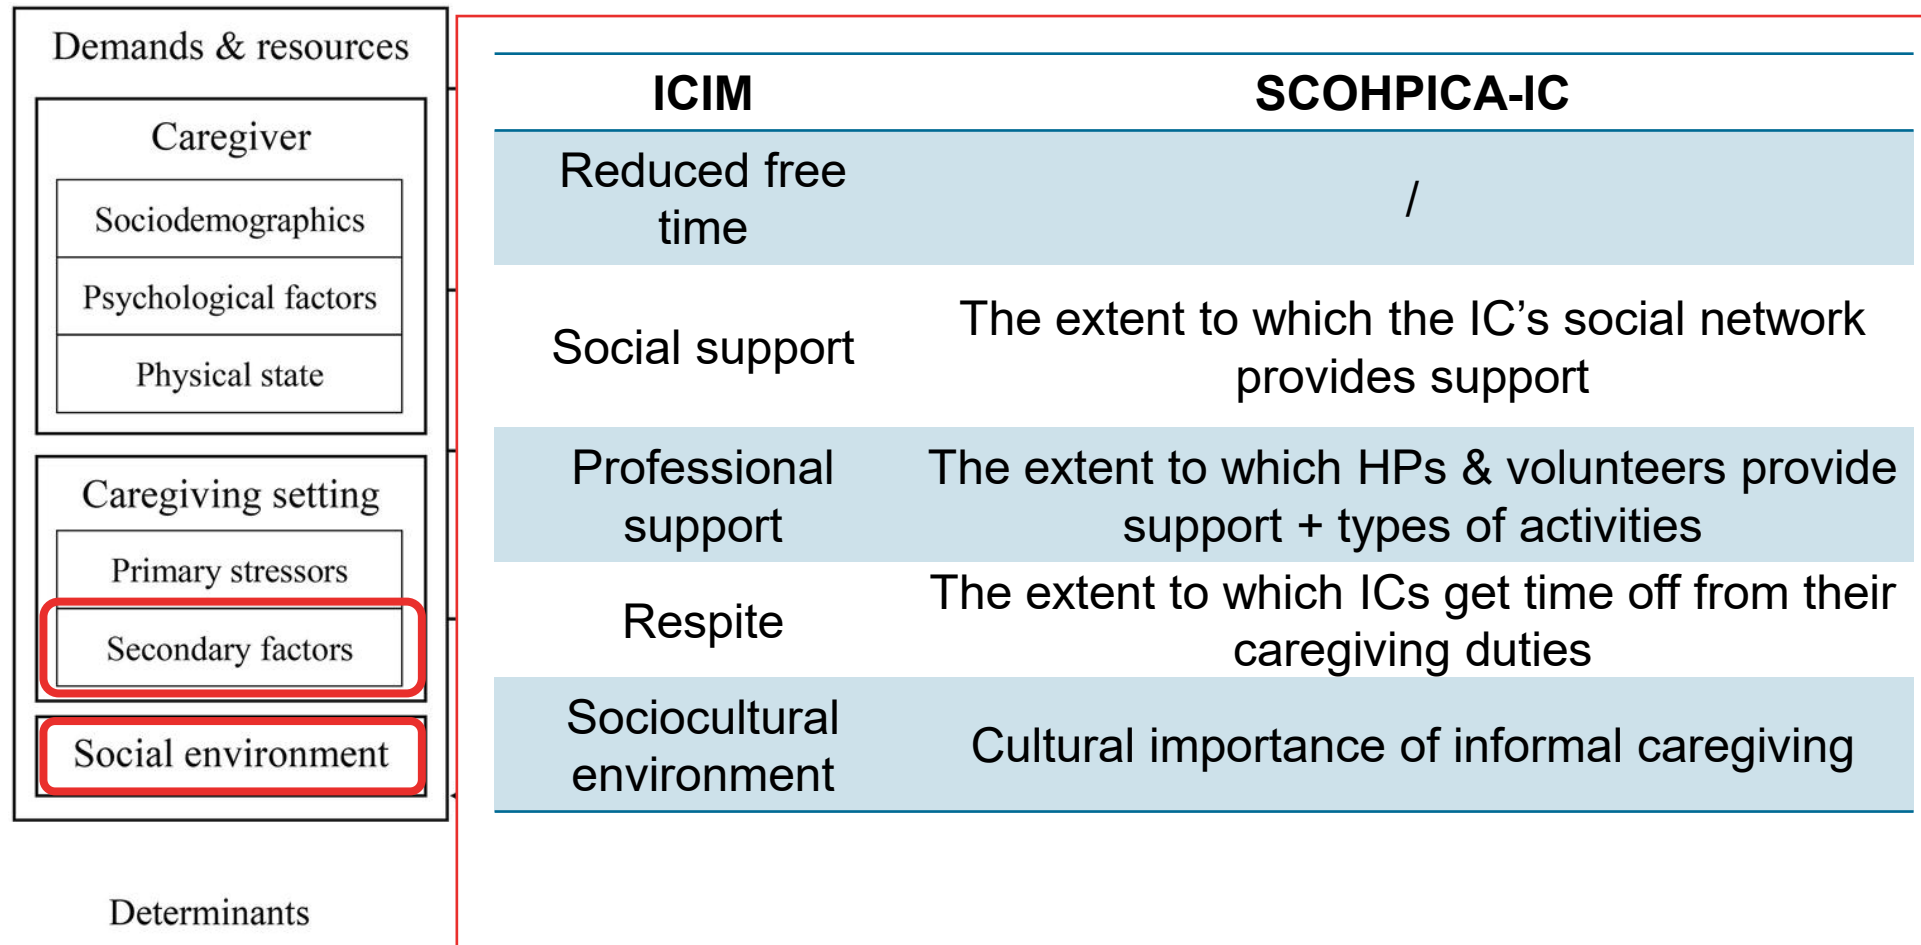 Demands & resources
Caregiver
Sociodemographics
Psychological factors
Physical state
Caregiving setting
Primary stressors
Secondary factors
Social environment
Determinants
ICIM
SCOHPICA-IC
Reduced free
time
/
Social support
The extent to which the IC’s social network
provides support
Professional
support
The extent to which HPs & volunteers provide
support + types of activities
Respite
The extent to which ICs get time off from their
caregiving duties
Sociocultural
environment
Cultural importance of informal caregiving